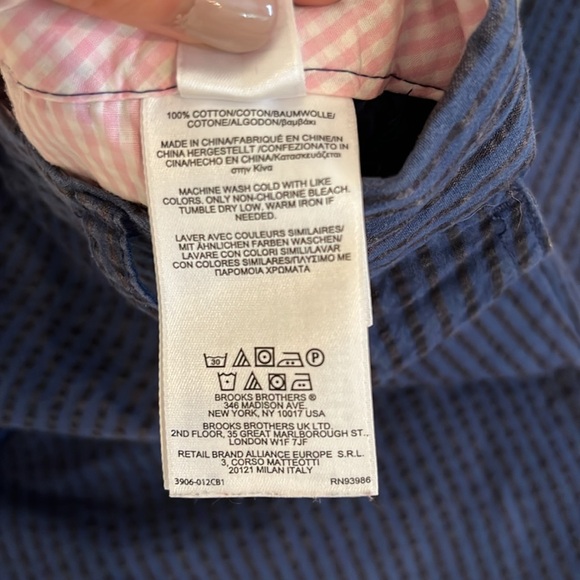 100% COTTON/COTON/BAUMWOLLE/
COTONE/ALGODON/βαμβάκι
MADE IN CHINA/FABRIQUÉ EN CHINE/IN
CHINA HERGESTELLT /COTONE/IN
CINA/HECHO EN CHINA/Κατασκευάζεται
στην Κίνα
MACHINE WASH COLD WITH LIKE
COLORS. ONLY NON-CHLORINE BLEACH.
TUMBLE DRY LOW. WARM IRON IF
NEEDED.
LAVER AVEC COULEURS SIMILAIRES/
MIT ÄHNLICHEN FARBEN WASCHEN/
LAVARE CON COLORI SIMILI/LAVAR
CON COLORES SIMILARES/ΠΛΥΣΙΜΟ ΜΕ
ΠΑΡΟΜΟΙΑ ΧΡΩΜΑΤΑ
30 P
BROOKS BROTHERS ®
346 MADISON AVE.
NEW YORK, NY 10017 USA
BROOKS BROTHERS UK LTD.
2ND FLOOR, 35 GREAT MARLBOROUGH ST.,
LONDON W1F 7JF
RETAIL BRAND ALLIANCE EUROPE S.R.L.
3, CORSO MATTEOTTI
20121 MILAN ITALY
3906-012CB1 RN93986